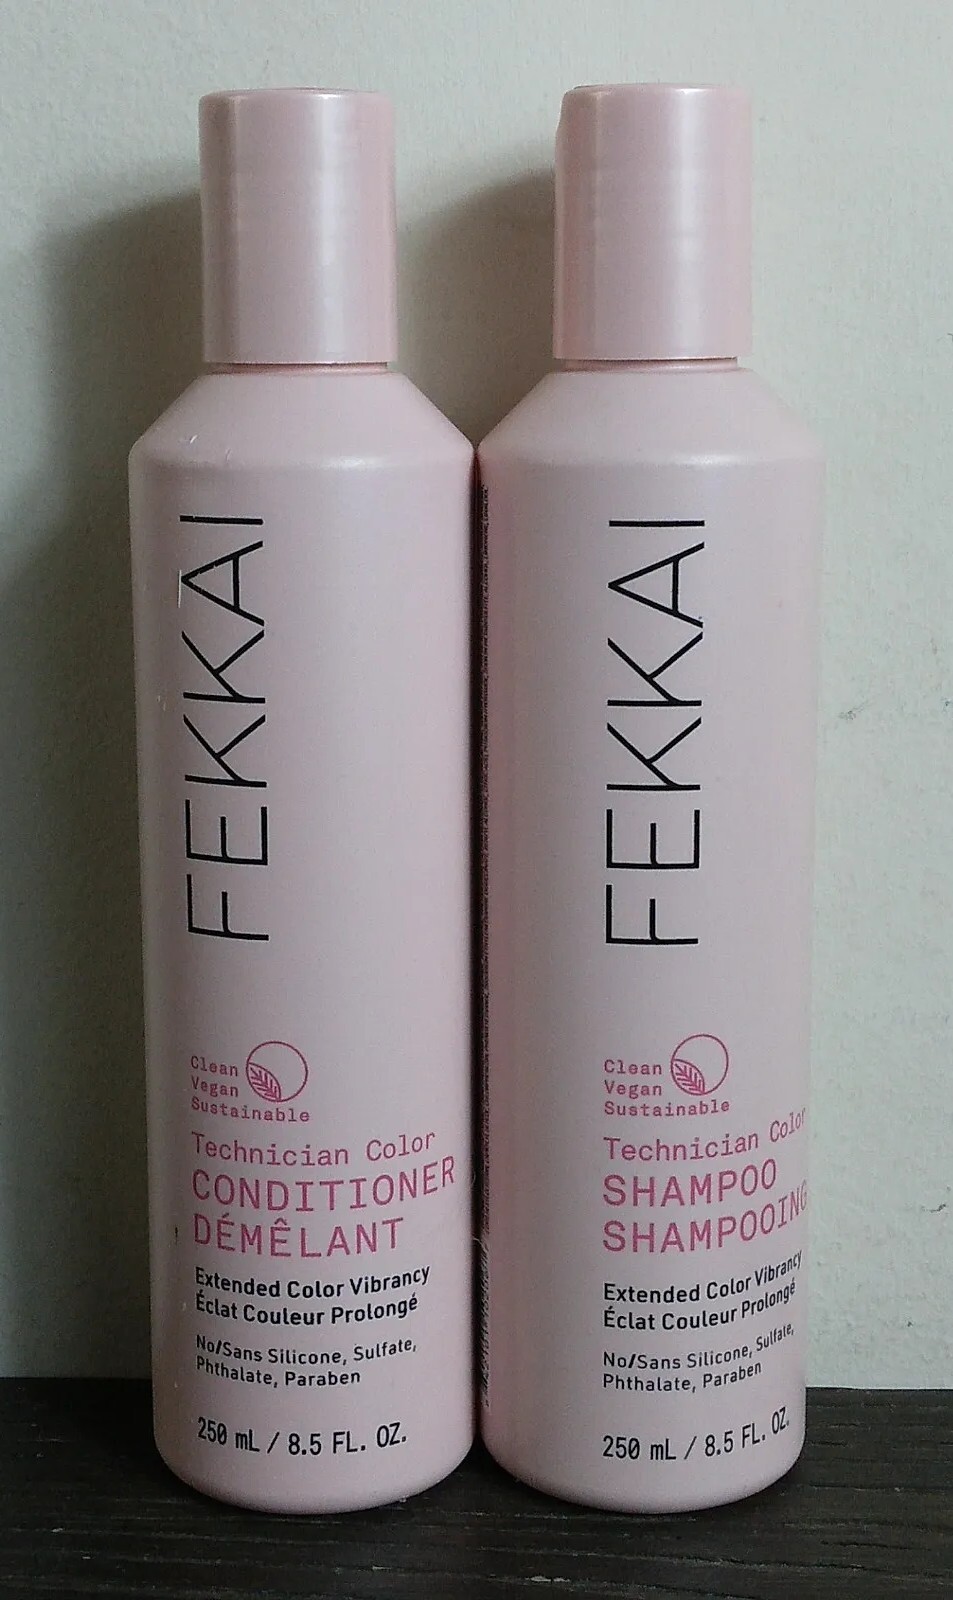 FEKKAI
Clean
Vegan
Sustainable
Technician Color
CONDITIONER
DÉMÊLANT
Extended Color Vibrancy
Éclat Couleur Prolongé
No/Sans Silicone, Sulfate,
Phthalate, Paraben
250 mL / 8.5 FL. OZ.
FEKKAI
Clean
Vegan
Sustainable
Technician Color
SHAMPOO
SHAMPOOING
Extended Color Vibrancy
Éclat Couleur Prolongé
No/Sans Silicone, Sulfate,
Phthalate, Paraben
250 mL / 8.5 FL. OZ.